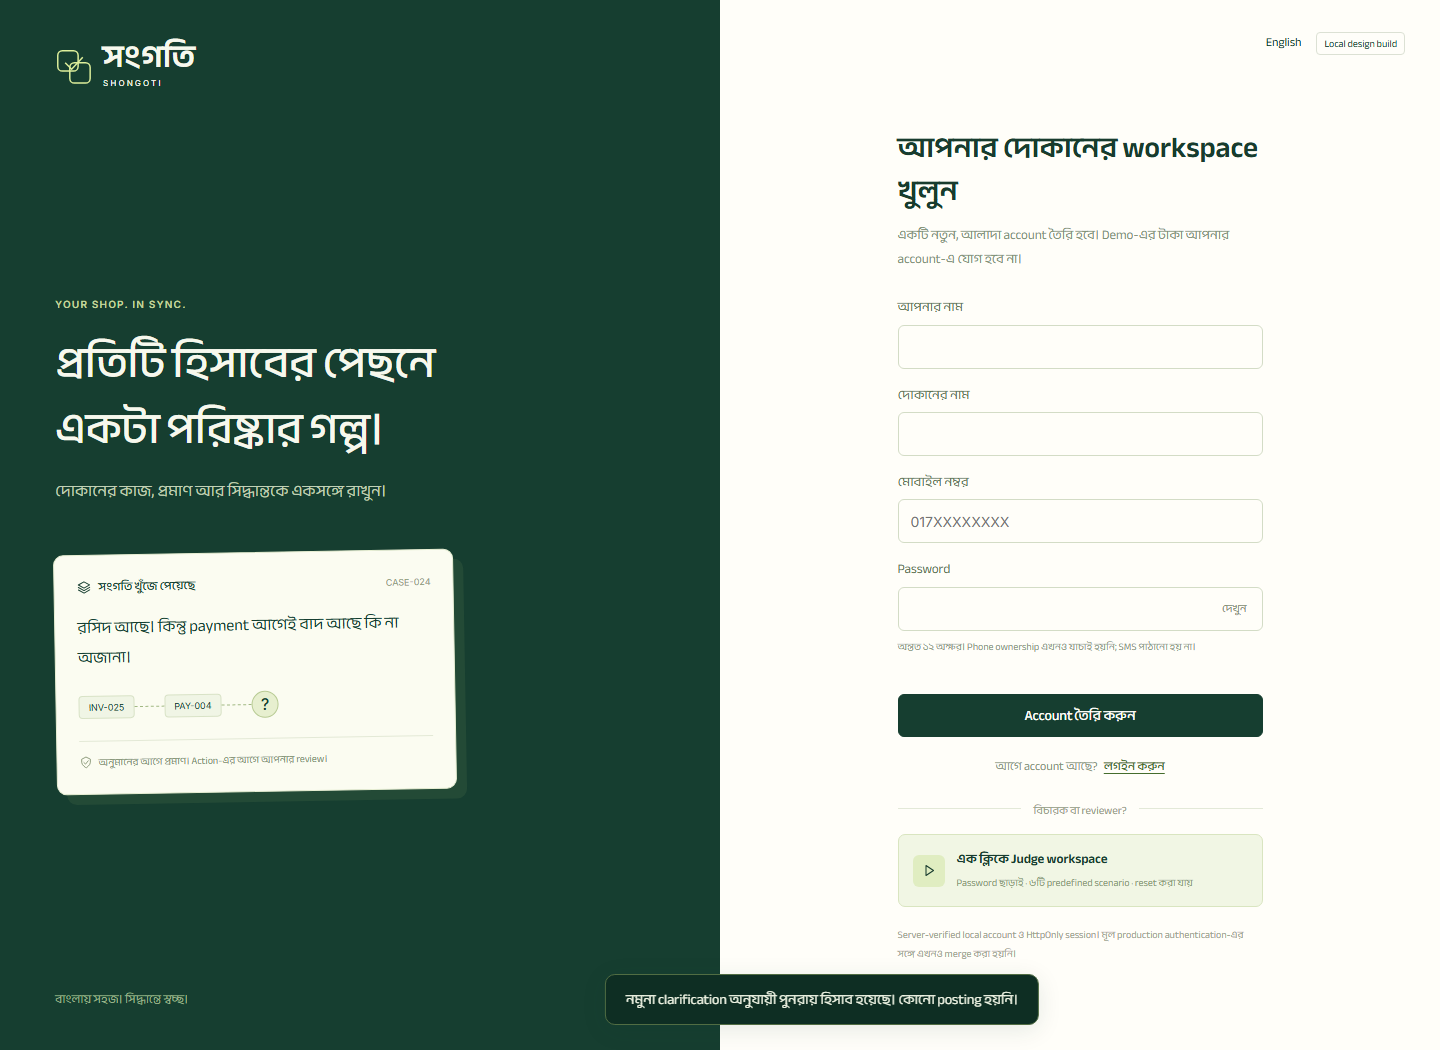 সংগতি
SHONGOTI
YOUR SHOP. IN SYNC.
প্রতিটি হিসাবের পেছনে
একটা পরিষ্কার গল্প।
দোকানের কাজ, প্রমাণ আর সিদ্ধান্তকে একসঙ্গে রাখুন।
সংগতি খুঁজে পেয়েছে
CASE-024
রসিদ আছে। কিন্তু payment আগেই বাদ আছে কি না
অজানা।
INV-025
PAY-004
?
অনুমানের আগে প্রমাণ। Action-এর আগে আপনার review।
বাংলায় সহজ। সিদ্ধান্তে স্বচ্ছ।
English
Local design build
আপনার দোকানের workspace
খুলুন
একটি নতুন, আলাদা account তৈরি হবে। Demo-এর টাকা আপনার
account-এ যোগ হবে না।
আপনার নাম
দোকানের নাম
মোবাইল নম্বর
017XXXXXXXX
Password
দেখুন
অন্তত ১২ অক্ষর। Phone ownership এখনও যাচাই হয়নি; SMS পাঠানো হয় না।
Account তৈরি করুন
আগে account আছে? লগইন করুন
বিচারক বা reviewer?
এক ক্লিকে Judge workspace
Password ছাড়াই · ৬টি predefined scenario · reset করা যায়
Server-verified local account ও HttpOnly session। মূল production authentication-এর
সঙ্গে এখনও merge করা হয়নি।
নমুনা clarification অনুযায়ী পুনরায় হিসাব হয়েছে। কোনো posting হয়নি।